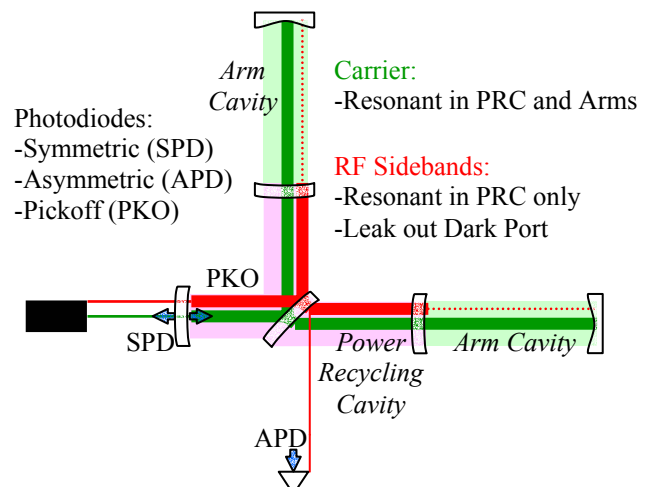 Arm
Cavity
Carrier:
-Resonant in PRC and Arms
Photodiodes:
-Symmetric (SPD)
-Asymmetric (APD)
-Pickoff (PKO)
RF Sidebands:
-Resonant in PRC only
-Leak out Dark Port
PKO
SPD
Power
Recycling
Cavity
Arm Cavity
APD